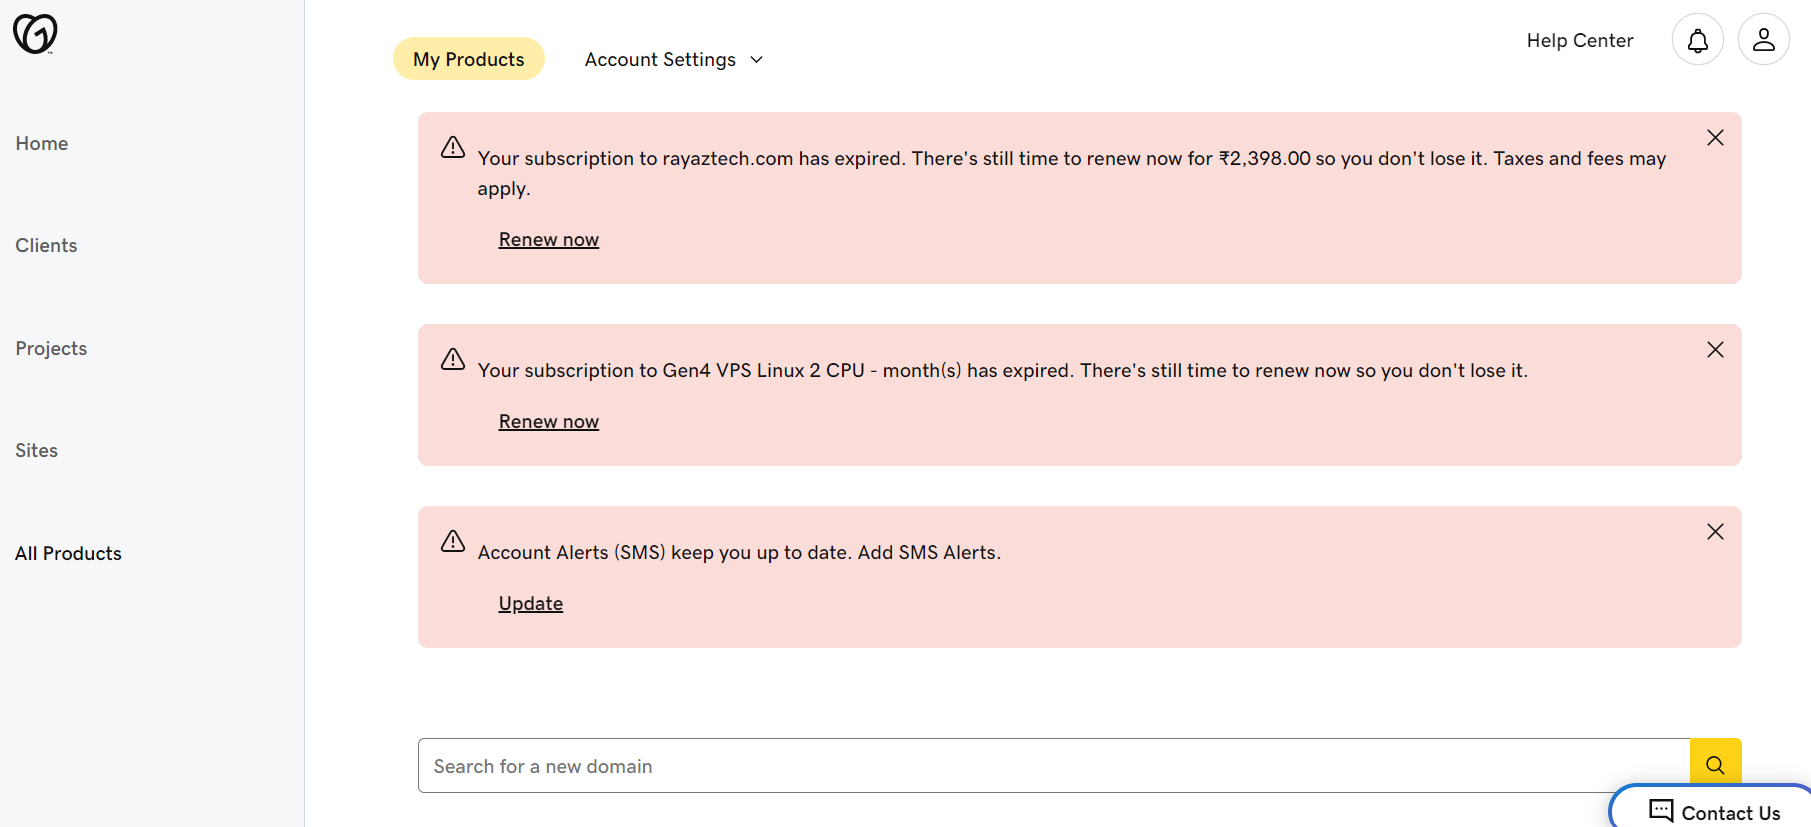 My Products
Account Settings
Help Center
Home
Clients
Projects
Sites
All Products
Your subscription to rayaztech.com has expired. There's still time to renew now for ₹2,398.00 so you don't lose it. Taxes and fees may
apply.
Renew now
Your subscription to Gen4 VPS Linux 2 CPU - month(s) has expired. There's still time to renew now so you don't lose it.
Renew now
Account Alerts (SMS) keep you up to date. Add SMS Alerts.
Update
Search for a new domain
Contact Us